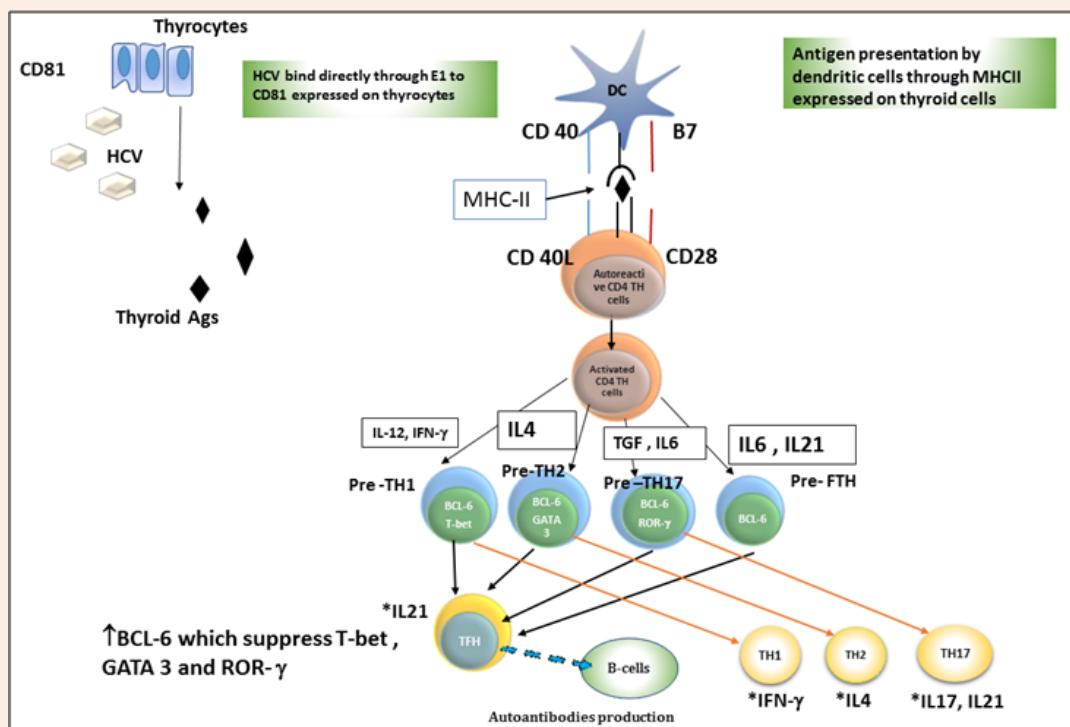 Thyrocytes
CD81
HCV
Thyroid Ags
HCV bind directly through E1 to
CD81 expressed on thyrocytes
Antigen presentation by
dendritic cells through MHCII
expressed on thyroid cells
DC
CD 40
B7
MHC-II
CD 40L
CD28
Autoreacti
ve CD4 TH
cells
Activated
CD4 TH
cells
IL-12, IFN-γ
IL4
TGF , IL6
IL6 , IL21
Pre -TH1
Pre-TH2
Pre –TH17
Pre- FTH
BCL-6
T-bet
BCL-6
GATA
3
BCL-6
ROR-γ
BCL-6
*IL21
TFH
↑BCL-6 which suppress T-bet ,
GATA 3 and ROR- γ
B-cells
Autoantibodies production
TH1
TH2
TH17
*IFN-γ
*IL4
*IL17, IL21